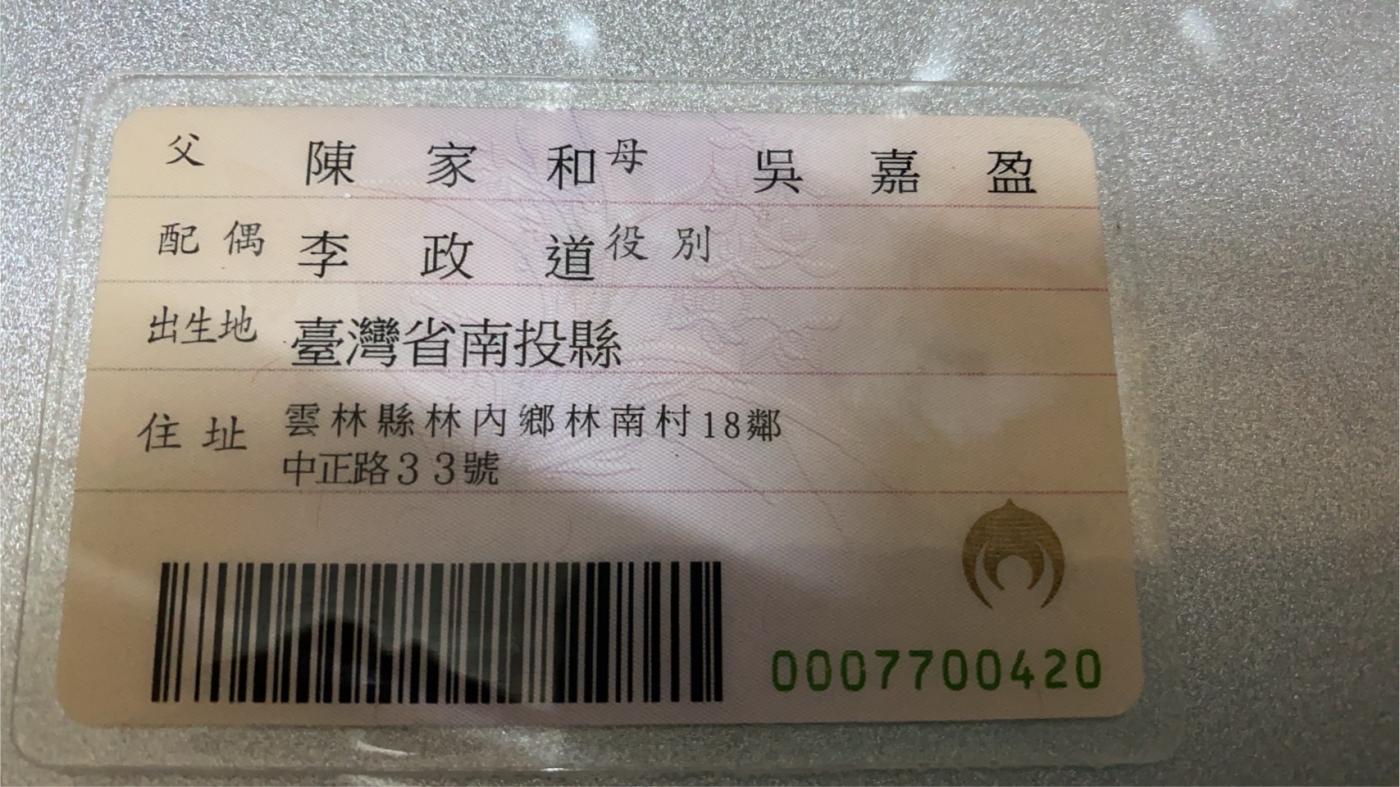 父 陳家和 母 吳嘉盈
配偶 李政道 役別
出生地 臺灣省南投縣
住址 雲林縣林內鄉林南村18鄰
中正路33號
0007700420